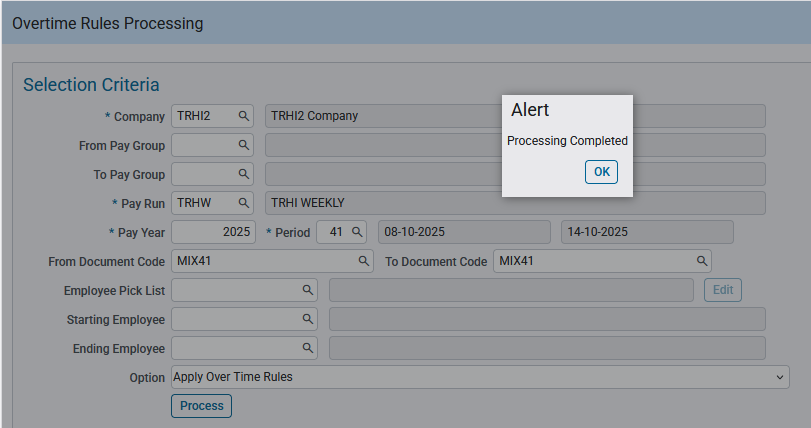 Overtime Rules Processing
Selection Criteria
Alert
Processing Completed
OK
* Company TRHI2 TRHI2 Company
From Pay Group
To Pay Group
* Pay Run TRHW TRHI WEEKLY
* Pay Year 2025 * Period 41 08-10-2025 14-10-2025
From Document Code MIX41 To Document Code MIX41
Employee Pick List Edit
Starting Employee
Ending Employee
Option Apply Over Time Rules
Process